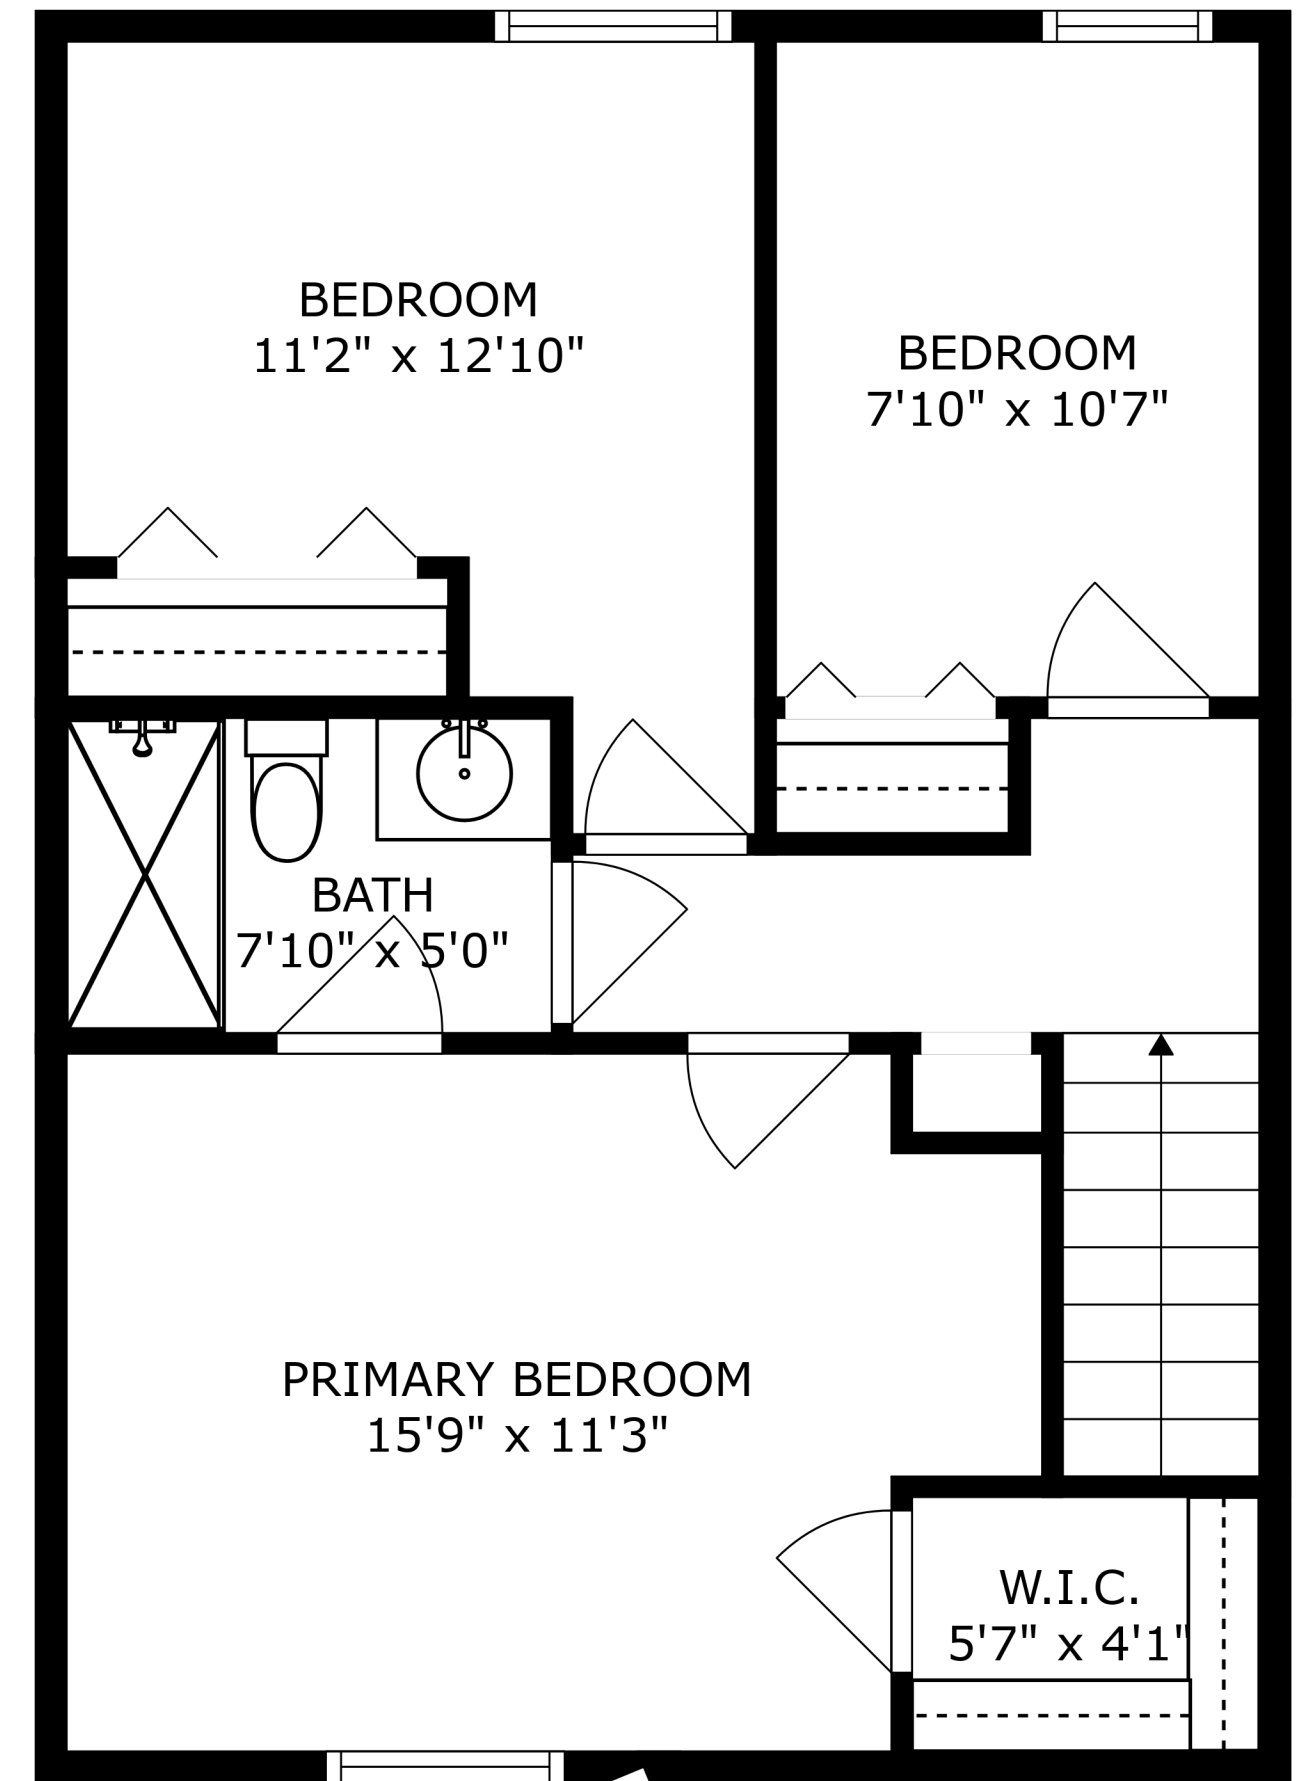 BEDROOM
11'2" x 12'10"
BEDROOM
7'10" x 10'7"
BATH
7'10" x 5'0"
PRIMARY BEDROOM
15'9" x 11'3"
W.I.C.
5'7" x 4'1"